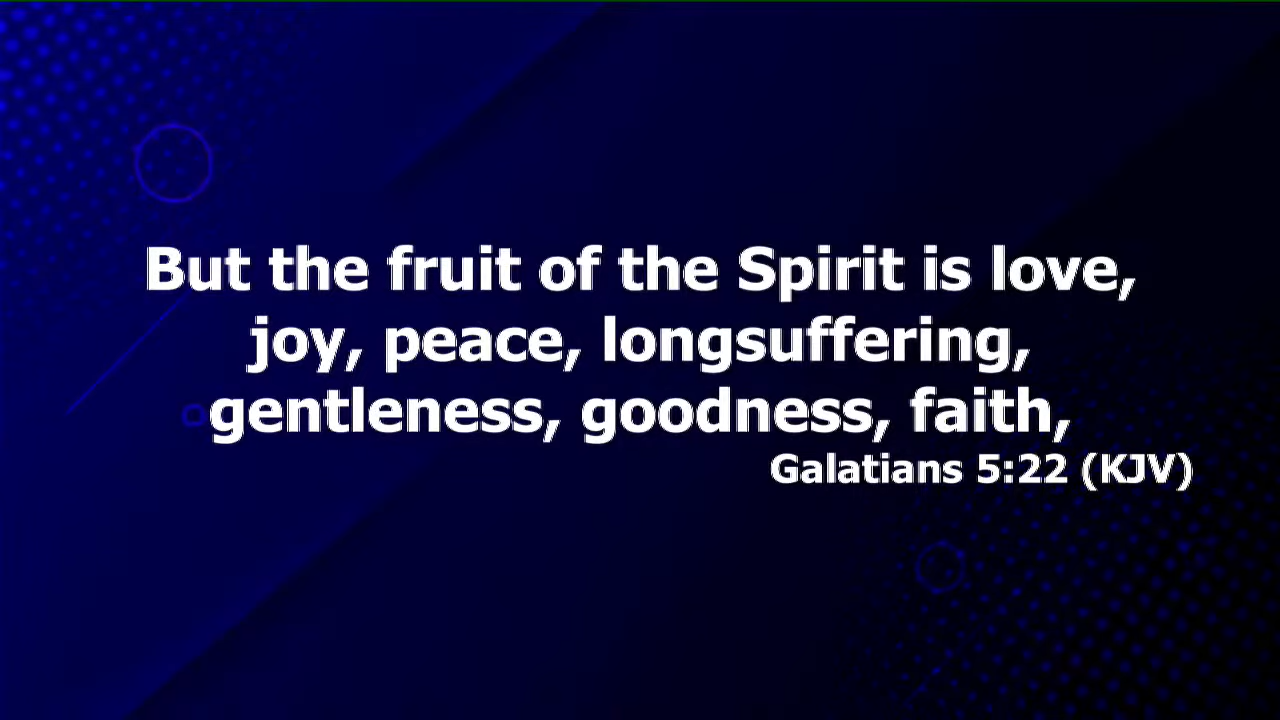 But the fruit of the Spirit is love,
joy, peace, longsuffering,
gentleness, goodness, faith,
Galatians 5:22 (KJV)